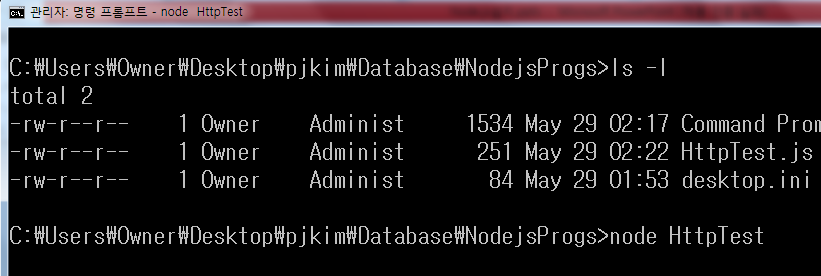 관리자: 명령 프롬프트 - node HttpTest
C:₩Users₩Owner₩Desktop₩pjkim₩Database₩NodejsProgs>ls -l
total 2
-rw-r--r-- 1 Owner Administ 1534 May 29 02:17 Command Prom
-rw-r--r-- 1 Owner Administ 251 May 29 02:22 HttpTest.js
-rw-r--r-- 1 Owner Administ 84 May 29 01:53 desktop.ini
C:₩Users₩Owner₩Desktop₩pjkim₩Database₩NodejsProgs>node HttpTest